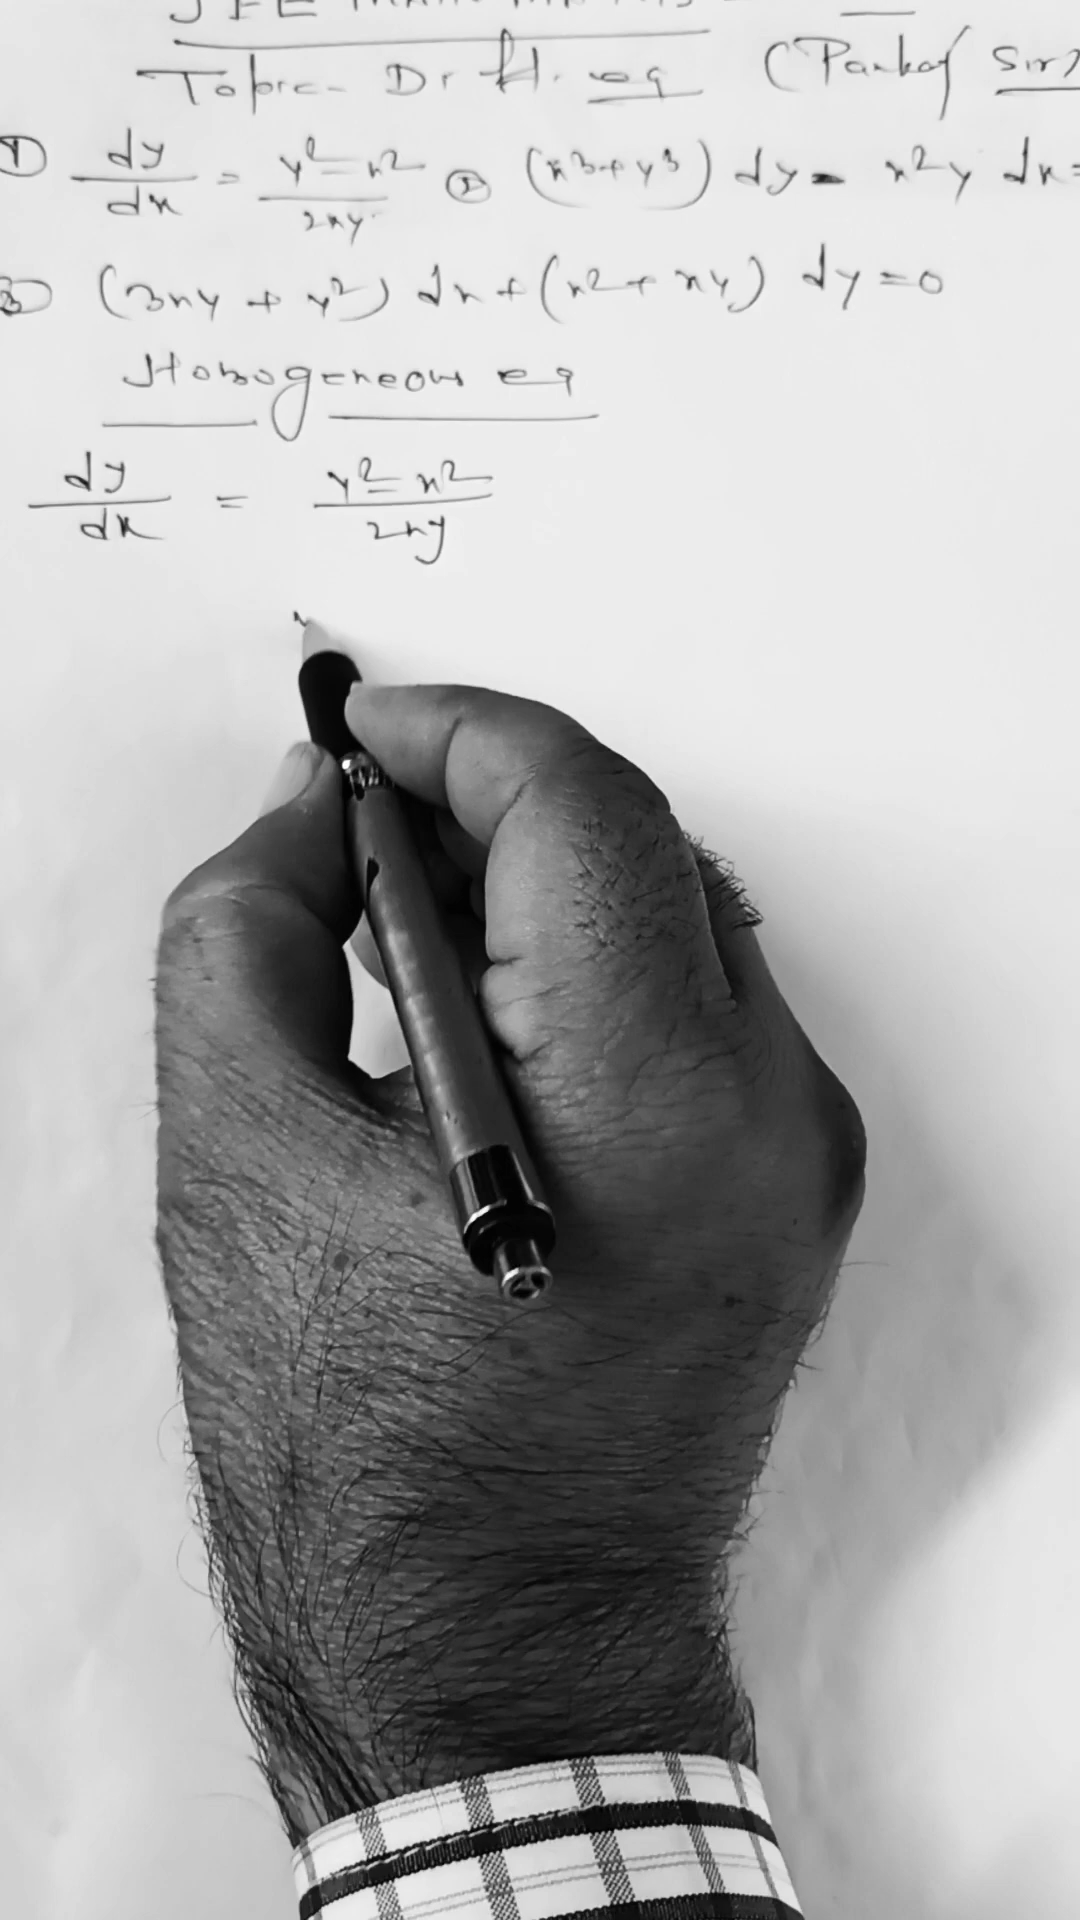 Topic- Diff. eq (Pankaj Sir)
① dy/dx = y²-x²/2xy ② (x³+y³) dy - x²y dx =
③ (3xy + y²) dx + (x² + xy) dy = 0
Homogeneous eq
dy/dx = y²-x²/2xy